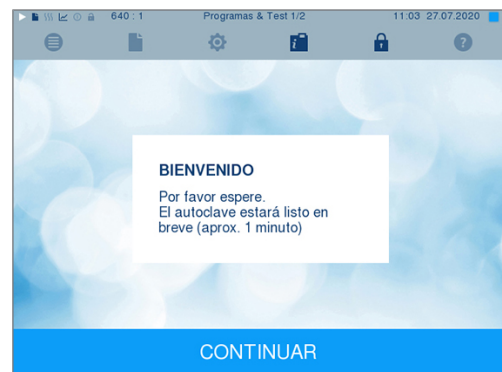 640 : 1 Programas & Test 1/2 11:03 27.07.2020
BIENVENIDO
Por favor espere.
El autoclave estará listo en
breve (aprox. 1 minuto)
CONTINUAR